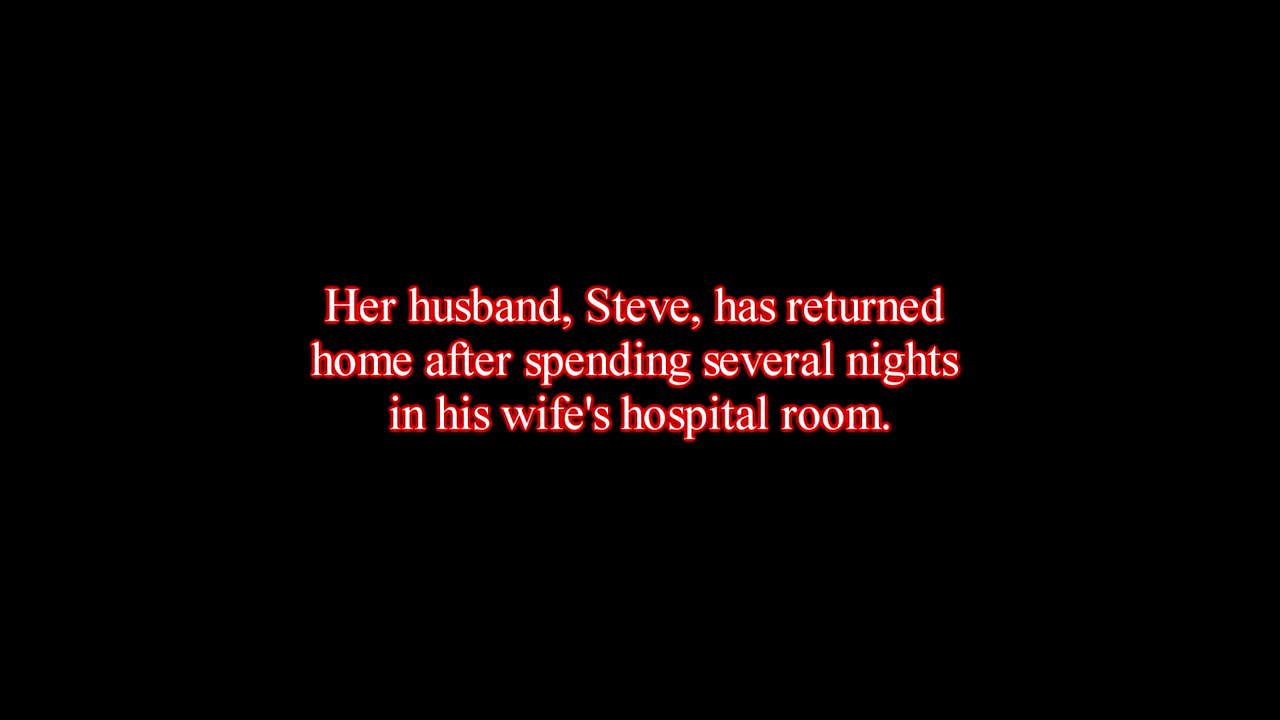 Her husband, Steve, has returned
home after spending several nights
in his wife's hospital room.